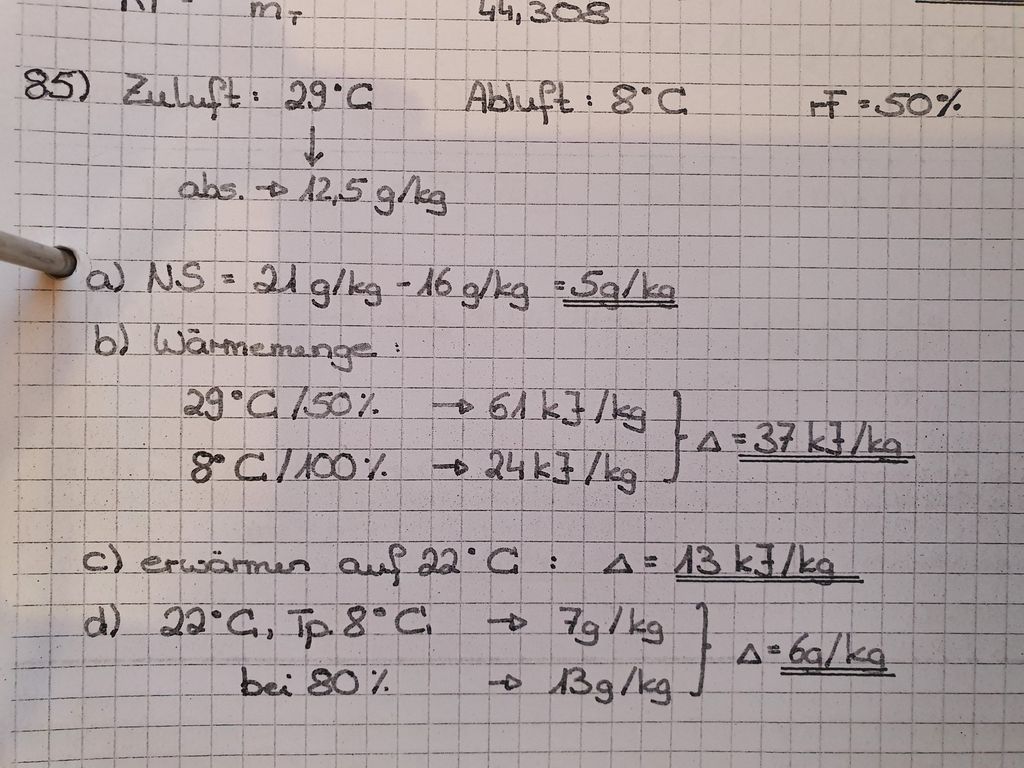 44,308
85) Zuluft: 29°C Abluft: 8°C rF = 50%
↓
abs. → 12,5 g/kg
a) NS = 21 g/kg - 16 g/kg = 5g/kg
b) Wärmemenge:
29°C/50% → 61 kJ/kg
Δ = 37 kJ/kg
8°C/100% → 24 kJ/kg
c) erwärmen auf 22°C: Δ = 13 kJ/kg
d) 22°C, Tp. 8°C → 7g/kg
Δ = 6g/kg
bei 80% → 13g/kg